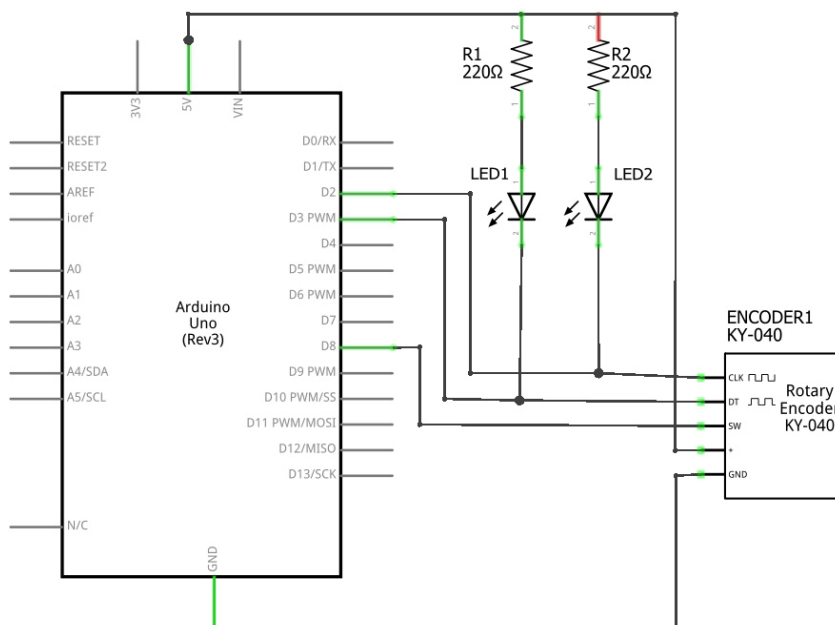 3V3
5V
VIN
RESET
RESET2
AREF
ioref
A0
A1
A2
A3
A4/SDA
A5/SCL
N/C
Arduino
Uno
(Rev3)
D0/RX
D1/TX
D2
D3 PWM
D4
D5 PWM
D6 PWM
D7
D8
D9 PWM
D10 PWM/SS
D11 PWM/MOSI
D12/MISO
D13/SCK
GND
R1
220Ω
2
1
R2
220Ω
2
1
LED1
1
2
LED2
1
2
ENCODER1
KY-040
CLK
DT
SW
+
GND
Rotary
Encoder
KY-040